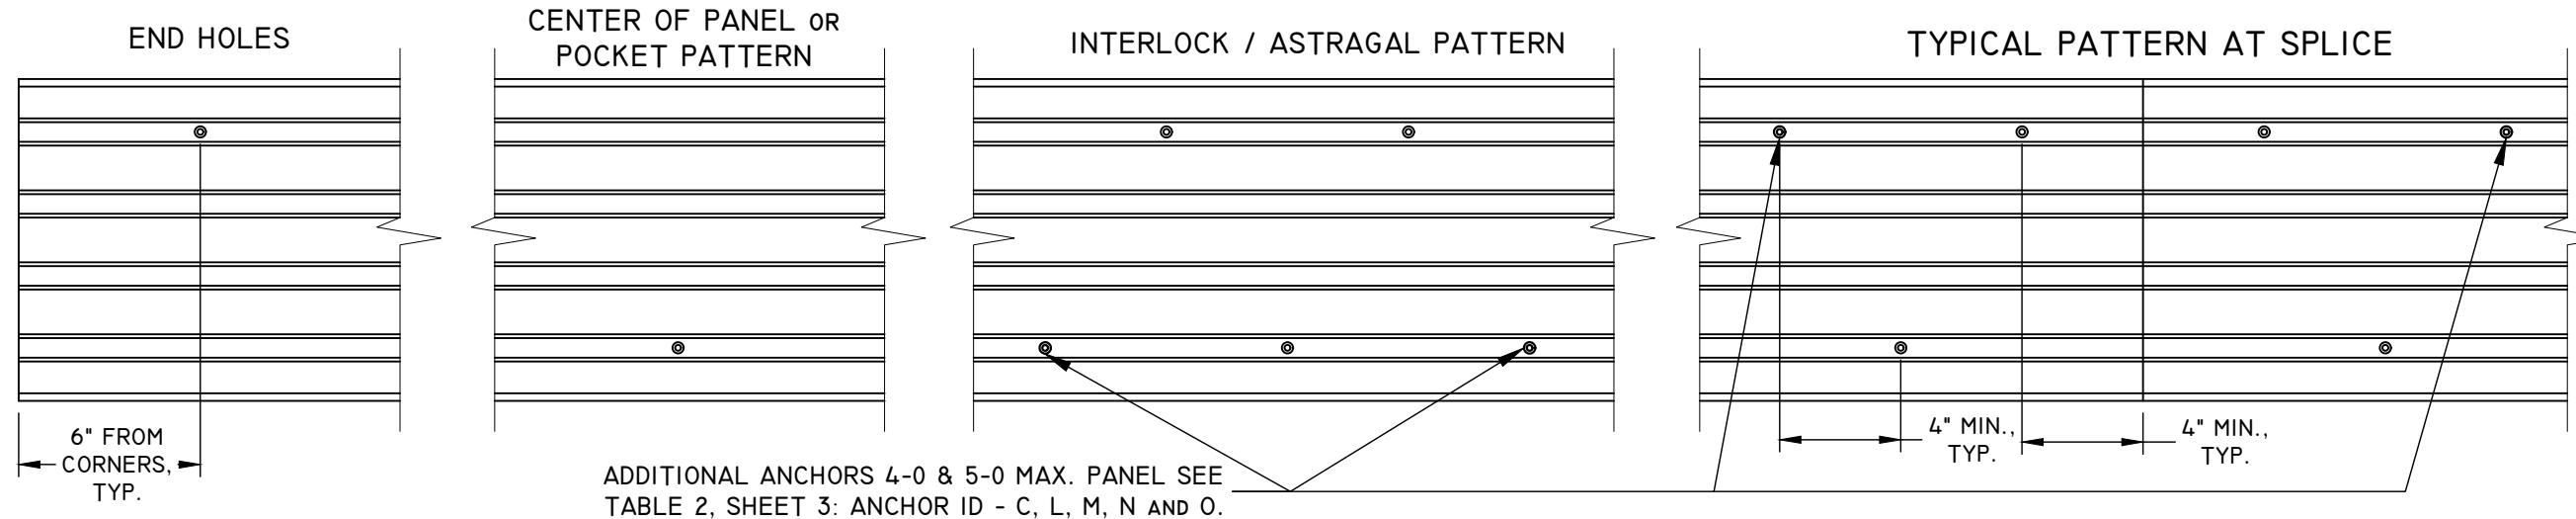 END HOLES
CENTER OF PANEL OR
POCKET PATTERN
INTERLOCK / ASTRAGAL PATTERN
TYPICAL PATTERN AT SPLICE
6" FROM
CORNERS,
TYP.
ADDITIONAL ANCHORS 4-0 & 5-0 MAX. PANEL SEE
TABLE 2, SHEET 3: ANCHOR ID - C, L, M, N AND O.
4" MIN.,
TYP.
4" MIN.,
TYP.